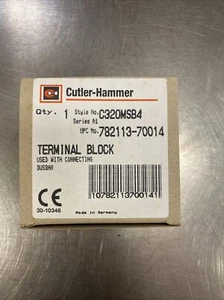 Cutler-Hammer
Qty. 1 Style No. C320MSB4
Series A1
UPC No. 782113-70014
TERMINAL BLOCK
USED WITH CONNECTING
BUSBAR
CE
30-10346
10782113700141
Made in Germany